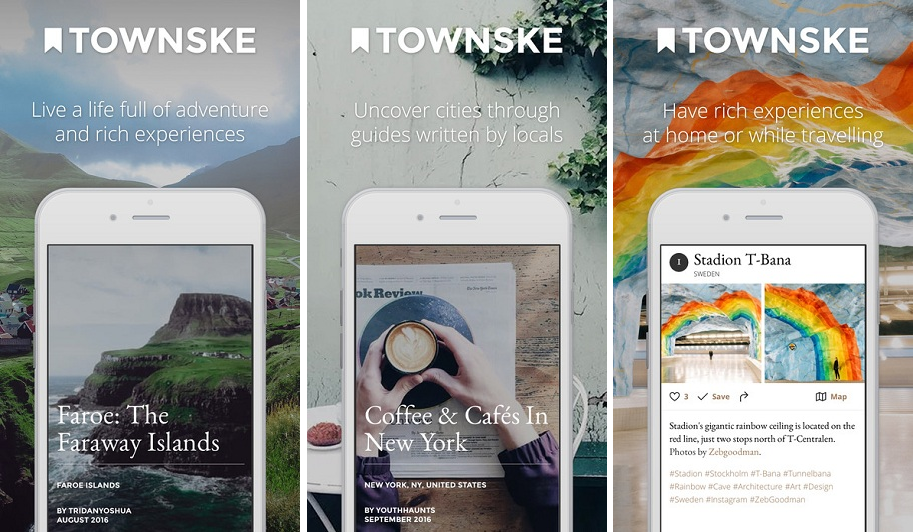 TOWNSKE
Live a life full of adventure
and rich experiences
Faroe: The
Faraway Islands
FAROE ISLANDS
BY TRIDANYOSHUA
AUGUST 2016
TOWNSKE
Uncover cities through
guides written by locals
ok Review
The New York Times
Coffee & Cafés In
New York
NEW YORK, NY, UNITED STATES
BY YOUTHHAUNTS
SEPTEMBER 2016
TOWNSKE
Have rich experiences
at home or while travelling
1 Stadion T-Bana
SWEDEN
3 Save Map
Stadion's gigantic rainbow ceiling is located on the
red line, just two stops north of T-Centralen.
Photos by Zebgoodman.
#Stadion #Stockholm #T-Bana #Tunnelbana
#Rainbow #Cave #Architecture #Art #Design
#Sweden #Instagram #ZebGoodman